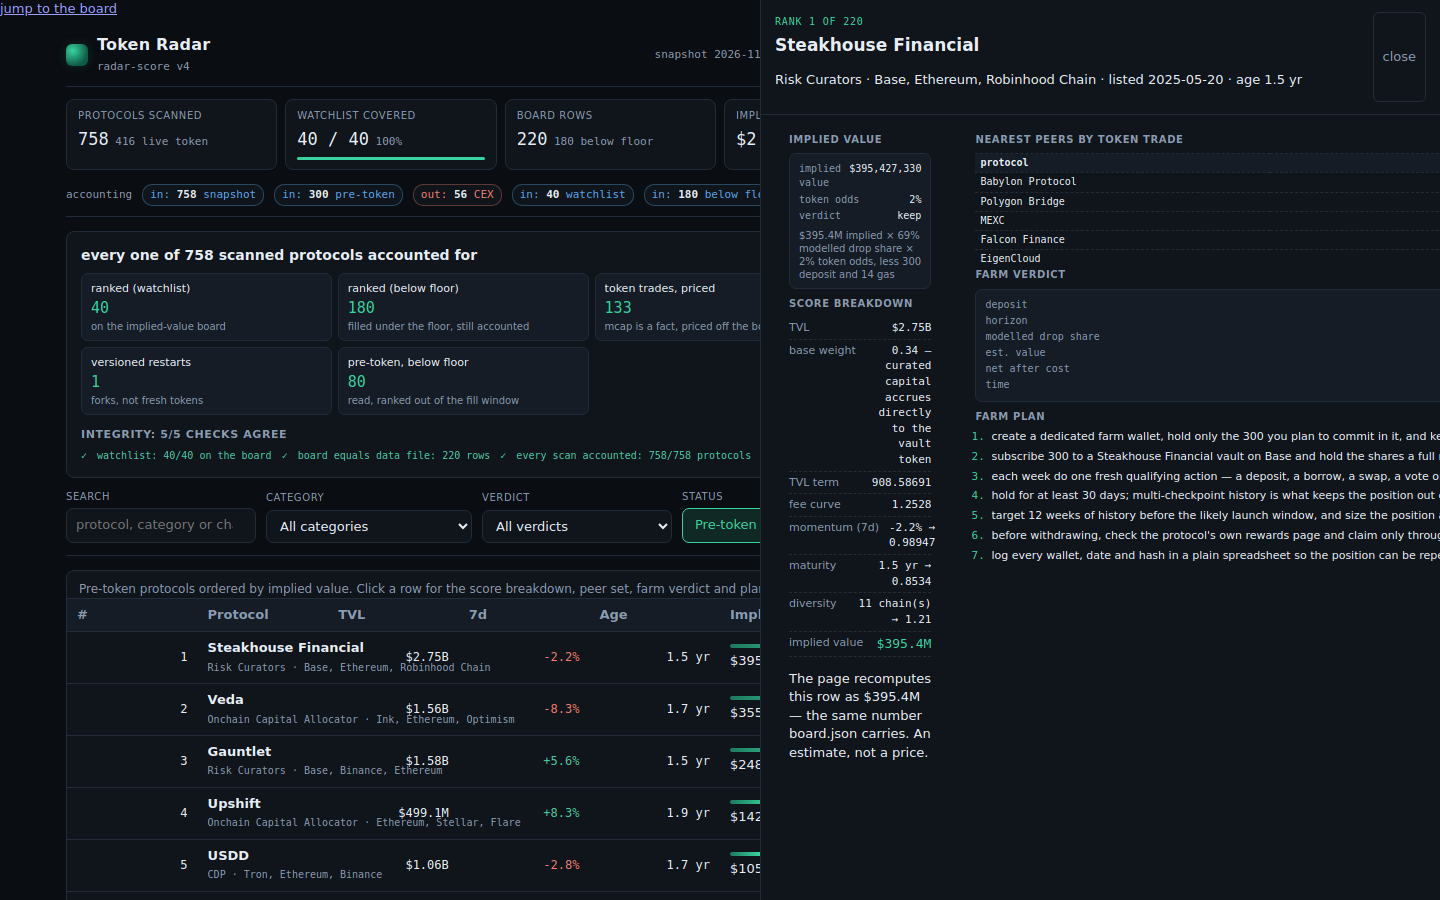 jump to the board
Token Radar
radar-score v4
snapshot 2026-11
PROTOCOLS SCANNED
758 416 live token
WATCHLIST COVERED
40 / 40 100%
BOARD ROWS
220 180 below floor
IMPL
$2
accounting
in: 758 snapshot
in: 300 pre-token
out: 56 CEX
in: 40 watchlist
in: 180 below flo
every one of 758 scanned protocols accounted for
ranked (watchlist)
40
on the implied-value board
ranked (below floor)
180
filled under the floor, still accounted
token trades, priced
133
mcap is a fact, priced off the bo
versioned restarts
1
forks, not fresh tokens
pre-token, below floor
80
read, ranked out of the fill window
INTEGRITY: 5/5 CHECKS AGREE
✓ watchlist: 40/40 on the board ✓ board equals data file: 220 rows ✓ every scan accounted: 758/758 protocols
SEARCH
protocol, category or ch
CATEGORY
All categories
VERDICT
All verdicts
STATUS
Pre-token
Pre-token protocols ordered by implied value. Click a row for the score breakdown, peer set, farm verdict and pla
# Protocol TVL 7d Age Impl
1 Steakhouse Financial $2.75B -2.2% 1.5 yr $395
Risk Curators · Base, Ethereum, Robinhood Chain
2 Veda $1.56B -8.3% 1.7 yr $355
Onchain Capital Allocator · Ink, Ethereum, Optimism
3 Gauntlet $1.58B +5.6% 1.5 yr $248
Risk Curators · Base, Binance, Ethereum
4 Upshift $499.1M +8.3% 1.9 yr $142
Onchain Capital Allocator · Ethereum, Stellar, Flare
5 USDD $1.06B -2.8% 1.7 yr $105
CDP · Tron, Ethereum, Binance
RANK 1 OF 220
Steakhouse Financial
Risk Curators · Base, Ethereum, Robinhood Chain · listed 2025-05-20 · age 1.5 yr
close
IMPLIED VALUE
implied value $395,427,330
token odds 2%
verdict keep
$395.4M implied × 69%
modelled drop share ×
2% token odds, less 300
deposit and 14 gas
SCORE BREAKDOWN
TVL $2.75B
base weight 0.34 —
curated
capital
accrues
directly
to the
vault
token
TVL term 908.58691
fee curve 1.2528
momentum (7d) -2.2% →
0.98947
maturity 1.5 yr →
0.8534
diversity 11 chain(s)
→ 1.21
implied value $395.4M
The page recomputes
this row as $395.4M
— the same number
board.json carries. An
estimate, not a price.
NEAREST PEERS BY TOKEN TRADE
protocol
Babylon Protocol
Polygon Bridge
MEXC
Falcon Finance
EigenCloud
FARM VERDICT
deposit
horizon
modelled drop share
est. value
net after cost
time
FARM PLAN
1. create a dedicated farm wallet, hold only the 300 you plan to commit in it, and ke
2. subscribe 300 to a Steakhouse Financial vault on Base and hold the shares a full
3. each week do one fresh qualifying action — a deposit, a borrow, a swap, a vote o
4. hold for at least 30 days; multi-checkpoint history is what keeps the position out
5. target 12 weeks of history before the likely launch window, and size the position
6. before withdrawing, check the protocol's own rewards page and claim only throug
7. log every wallet, date and hash in a plain spreadsheet so the position can be repe